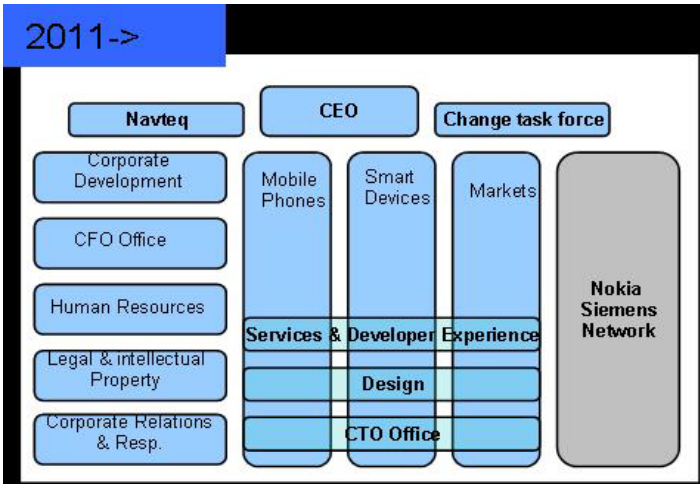 2011->
CEO
Navteq
Change task force
Corporate
Development
CFO Office
Human Resources
Legal & intellectual
Property
Corporate Relations
& Resp.
Mobile
Phones
Smart
Devices
Markets
Services & Developer Experience
Design
CTO Office
Nokia
Siemens
Network